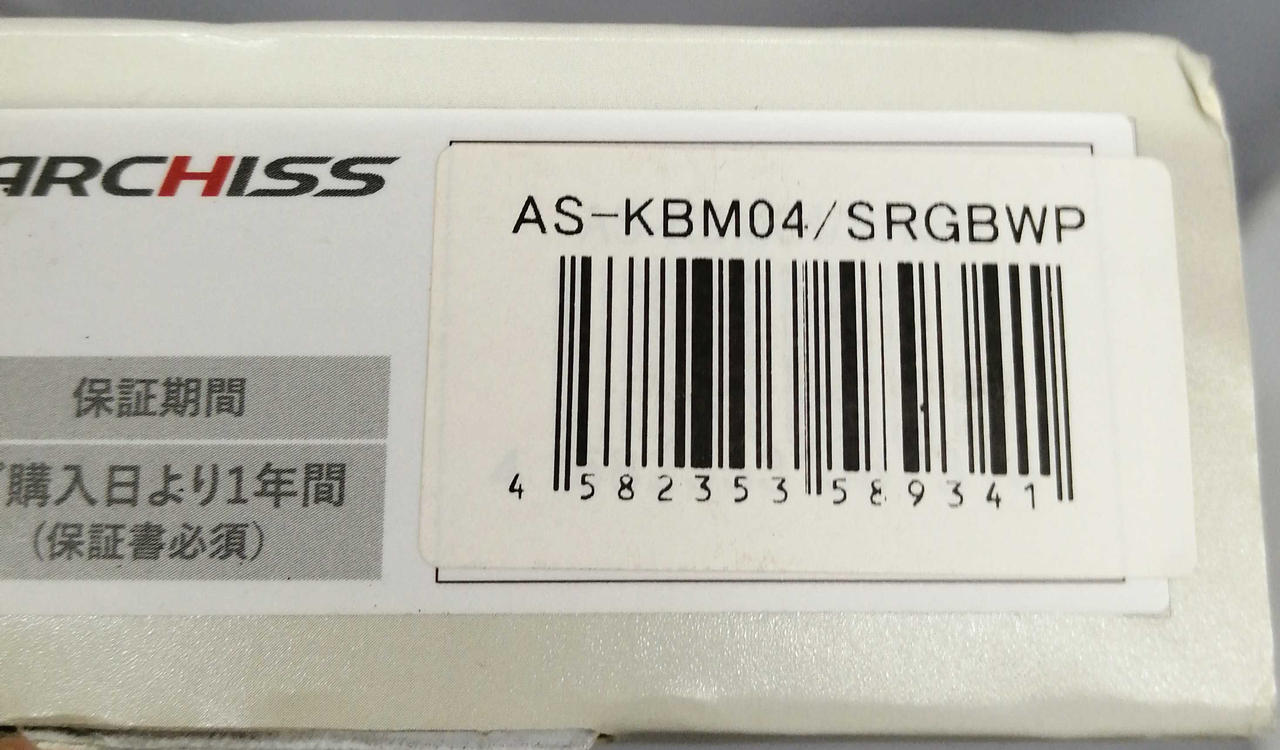 ARCHISS
AS-KBM04/SRGBWP
4 582353 589341
保証期間
購入日より1年間
(保証書必須)